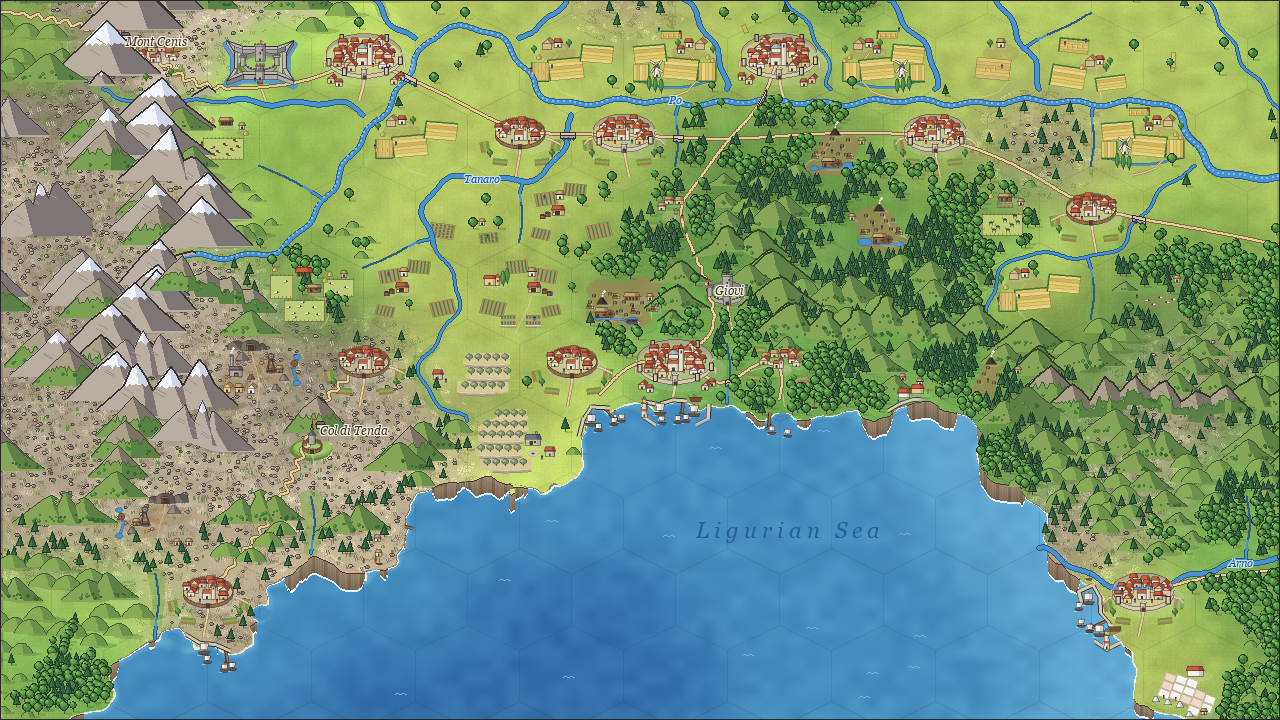 Mont Cenis
Po
Tanaro
Giovi
Col di Tenda
Ligurian Sea
Arno